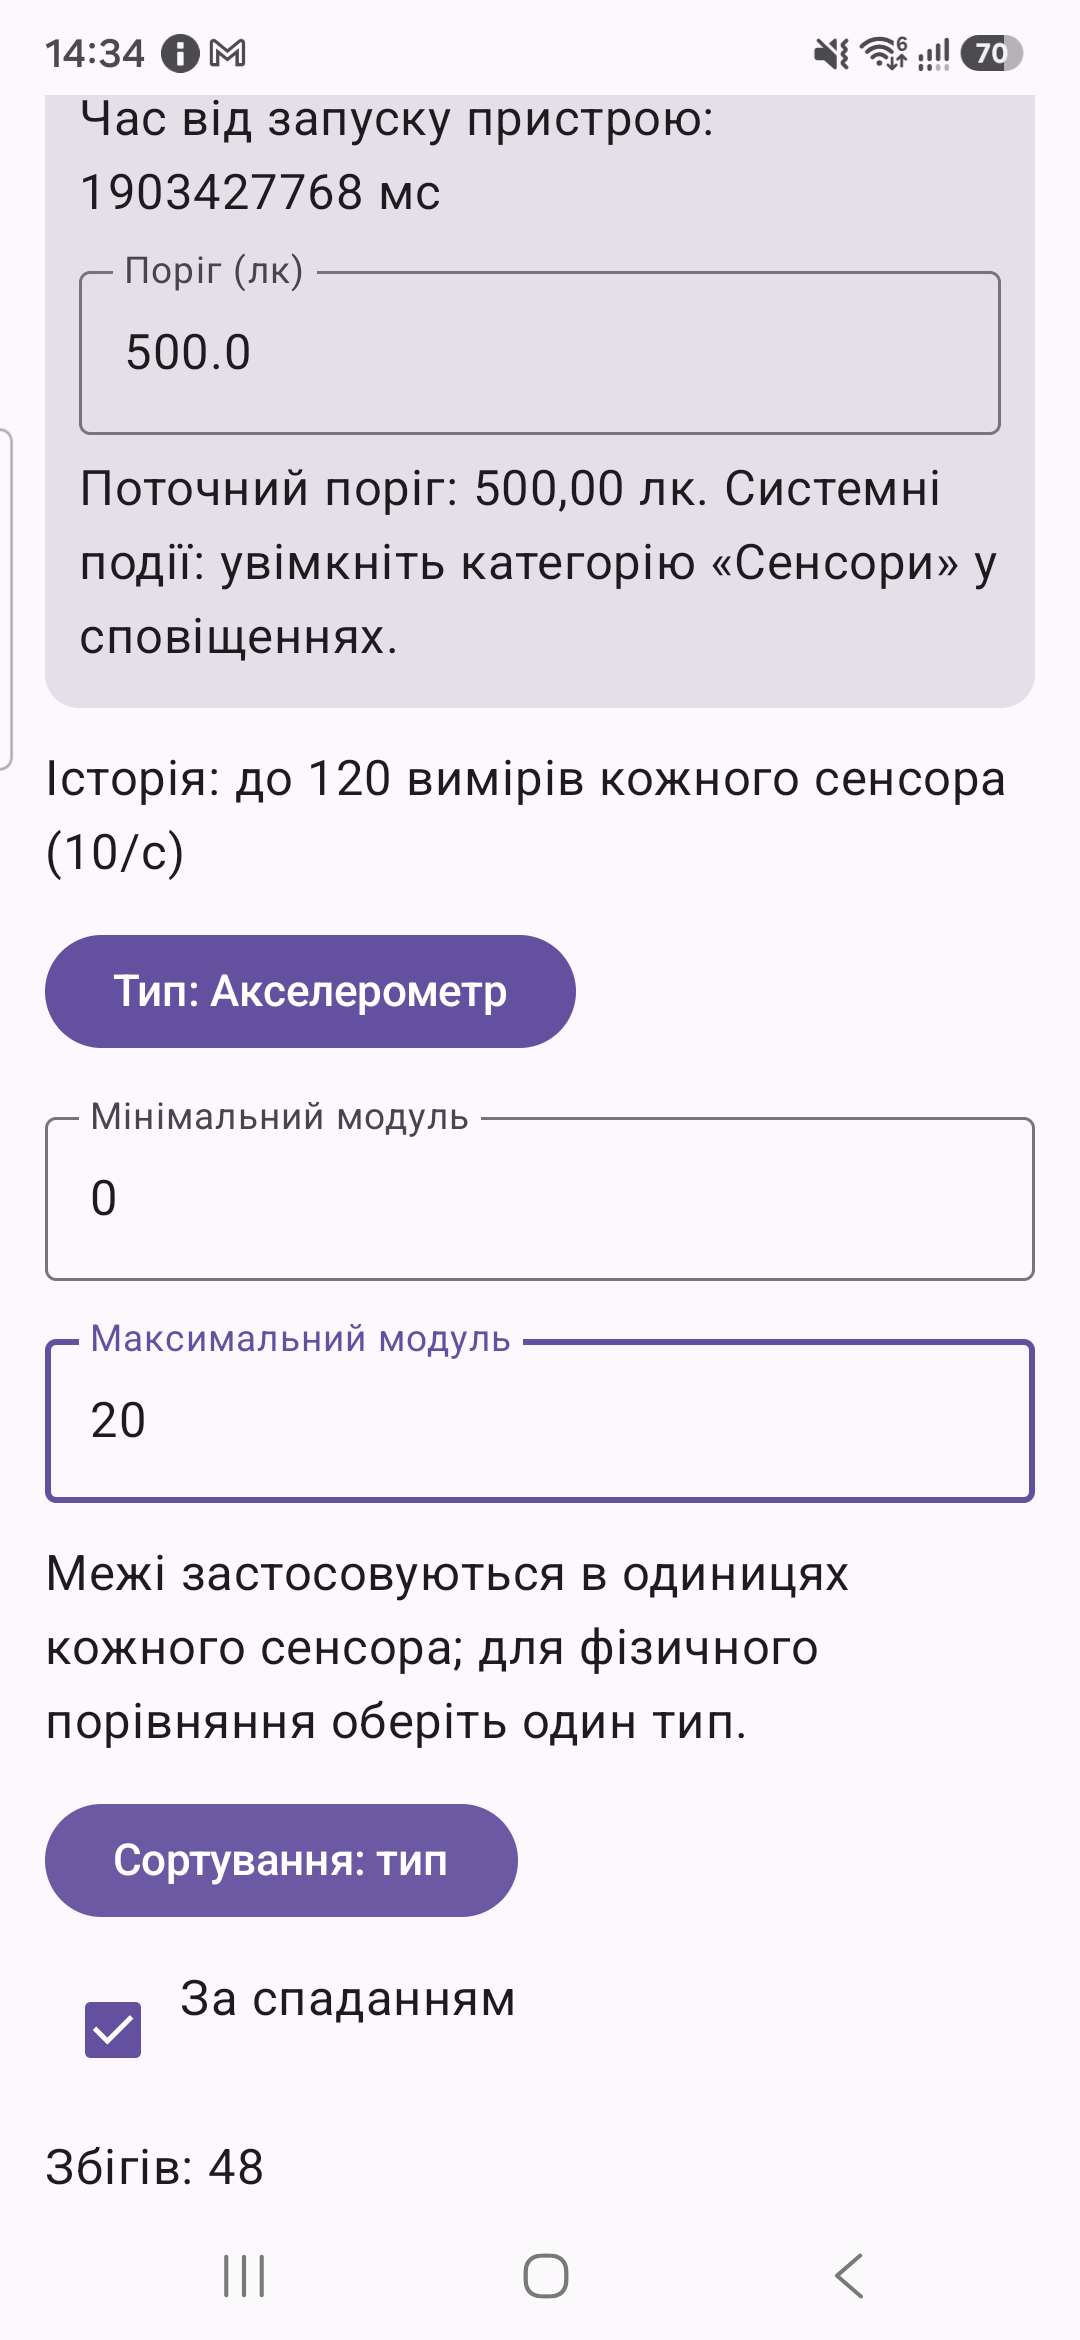 14:34
6
70
Час від запуску пристрою:
1903427768 мс
Поріг (лк)
500.0
Поточний поріг: 500,00 лк. Системні
події: увімкніть категорію «Сенсори» у
сповіщеннях.
Історія: до 120 вимірів кожного сенсора
(10/с)
Тип: Акселерометр
Мінімальний модуль
0
Максимальний модуль
20
Межі застосовуються в одиницях
кожного сенсора; для фізичного
порівняння оберіть один тип.
Сортування: тип
За спаданням
Збігів: 48